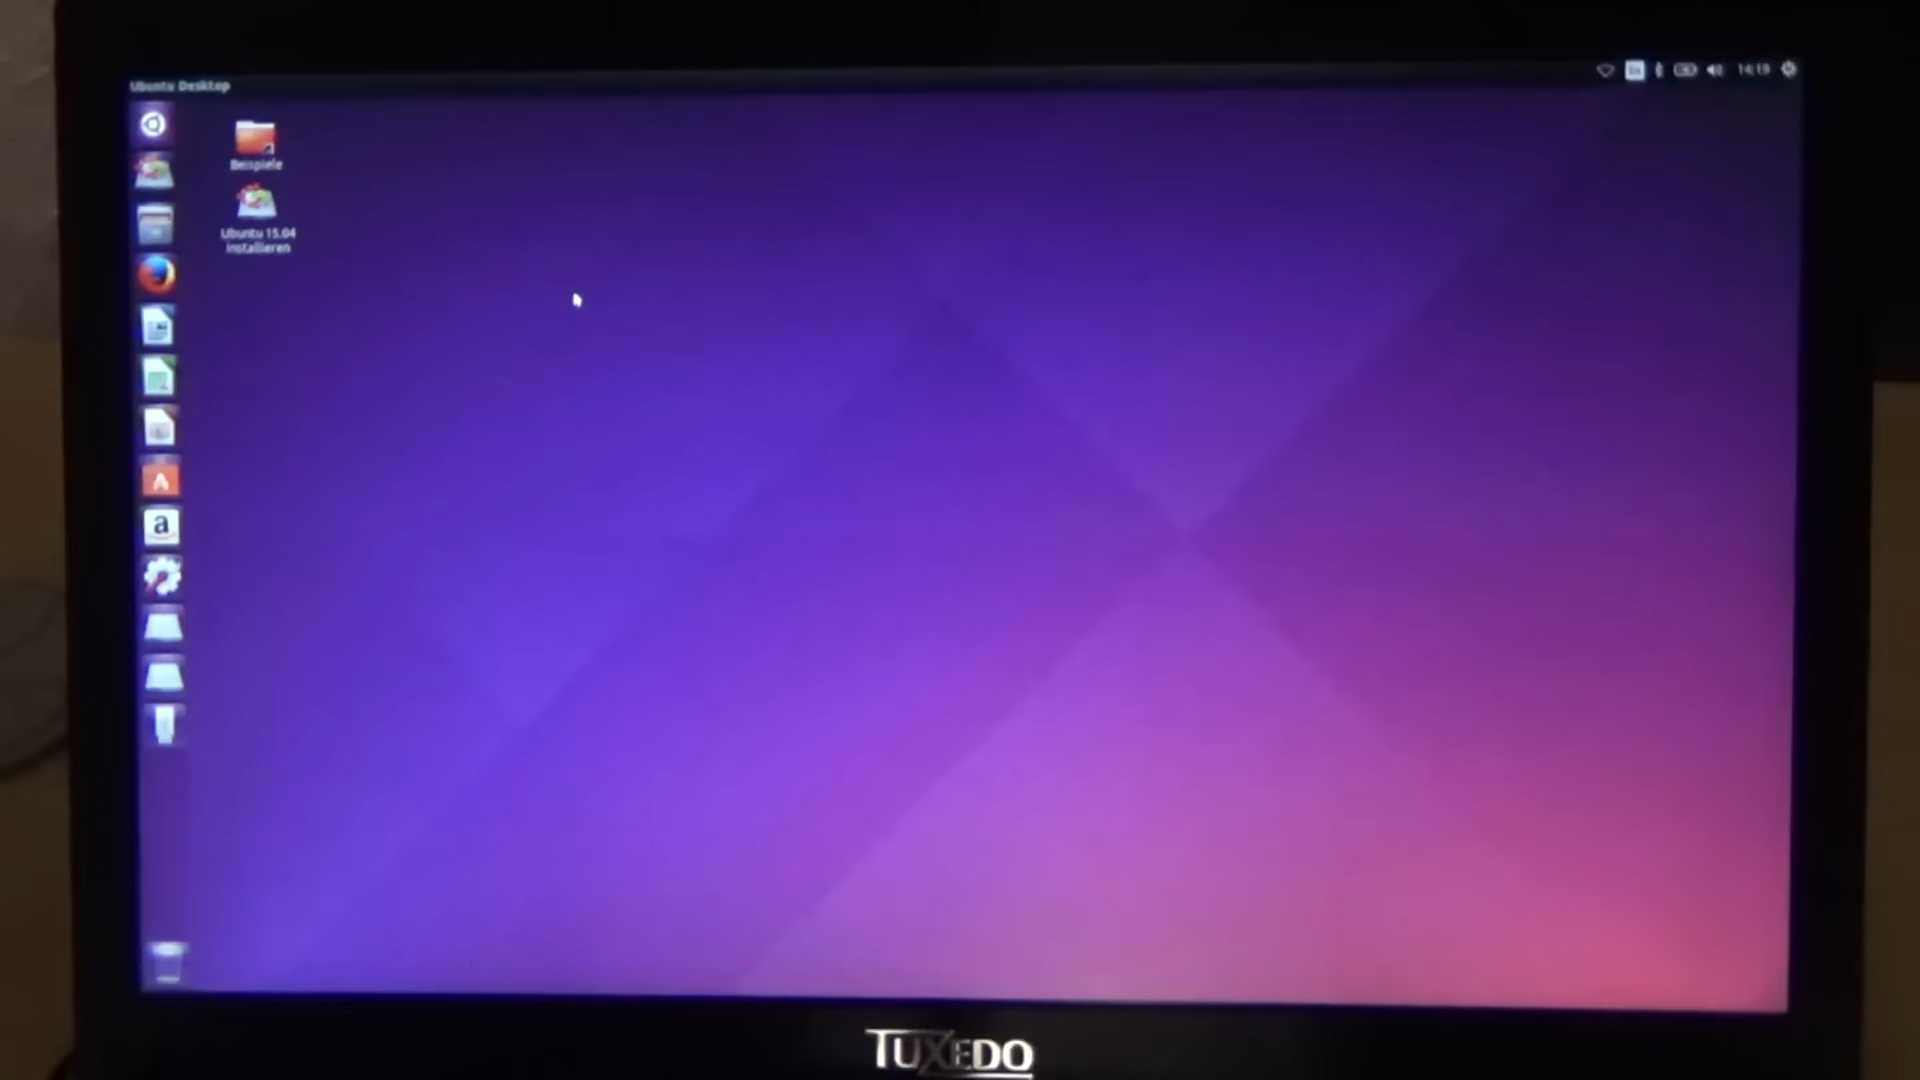 Ubuntu Desktop
14:19
Beispiele
Ubuntu 15.04
installieren
A
a
TUXEDO